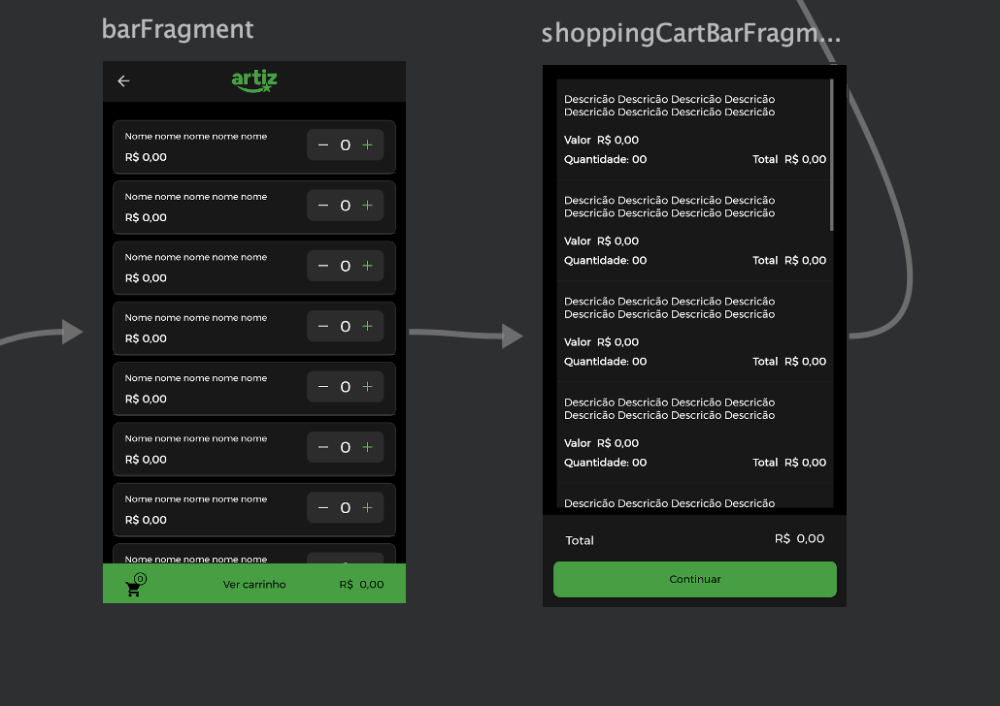 barFragment
artiz
Nome nome nome nome nome
R$ 0,00
− 0 +
Nome nome nome nome nome
R$ 0,00
− 0 +
Nome nome nome nome nome
R$ 0,00
− 0 +
Nome nome nome nome nome
R$ 0,00
− 0 +
Nome nome nome nome nome
R$ 0,00
− 0 +
Nome nome nome nome nome
R$ 0,00
− 0 +
Nome nome nome nome nome
R$ 0,00
− 0 +
Nome nome nome nome nome
0
Ver carrinho
R$ 0,00
shoppingCartBarFragm...
Descricão Descricão Descricão Descricão
Descricão Descricão Descricão Descricão
Valor R$ 0,00
Quantidade: 00 Total R$ 0,00
Descricão Descricão Descricão Descricão
Descricão Descricão Descricão Descricão
Valor R$ 0,00
Quantidade: 00 Total R$ 0,00
Descricão Descricão Descricão Descricão
Descricão Descricão Descricão Descricão
Valor R$ 0,00
Quantidade: 00 Total R$ 0,00
Descricão Descricão Descricão Descricão
Descricão Descricão Descricão Descricão
Valor R$ 0,00
Quantidade: 00 Total R$ 0,00
Descricão Descricão Descricão Descricão
Total R$ 0,00
Continuar